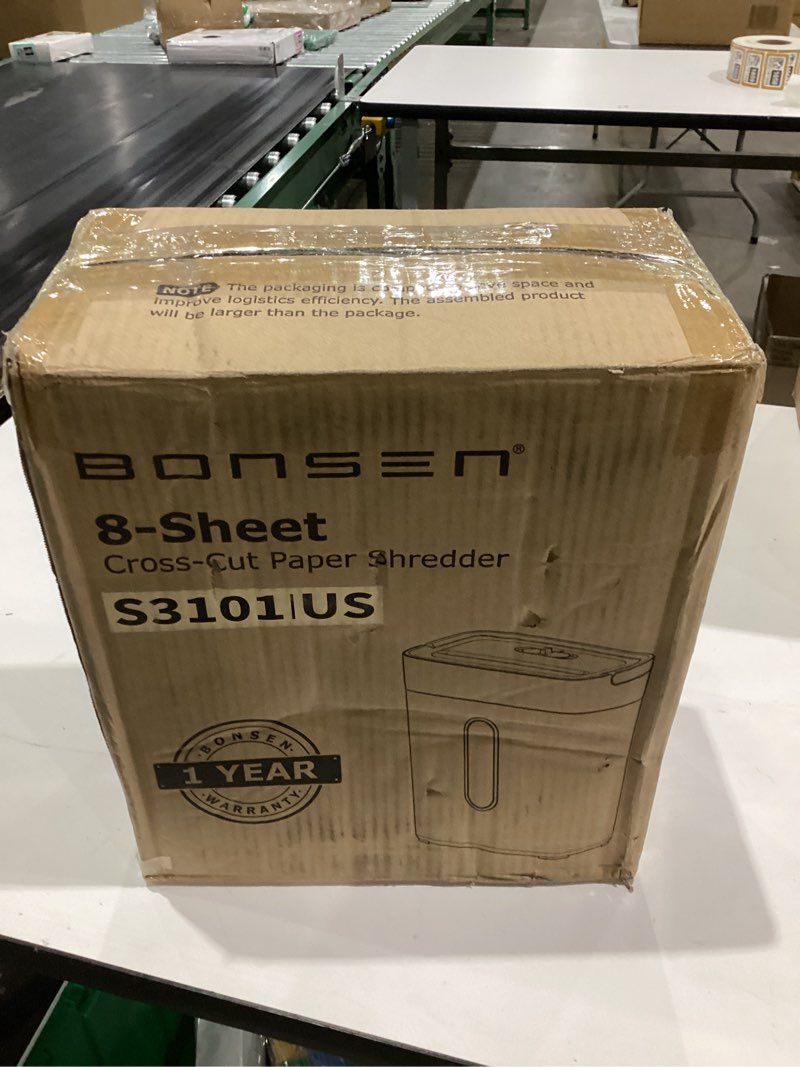 NOTE The packaging is space and
improve logistics efficiency. The assembled product
will be larger than the package.
BONSEN®
8-Sheet
Cross-Cut Paper Shredder
S3101|US
BONSEN
1 YEAR
WARRANTY